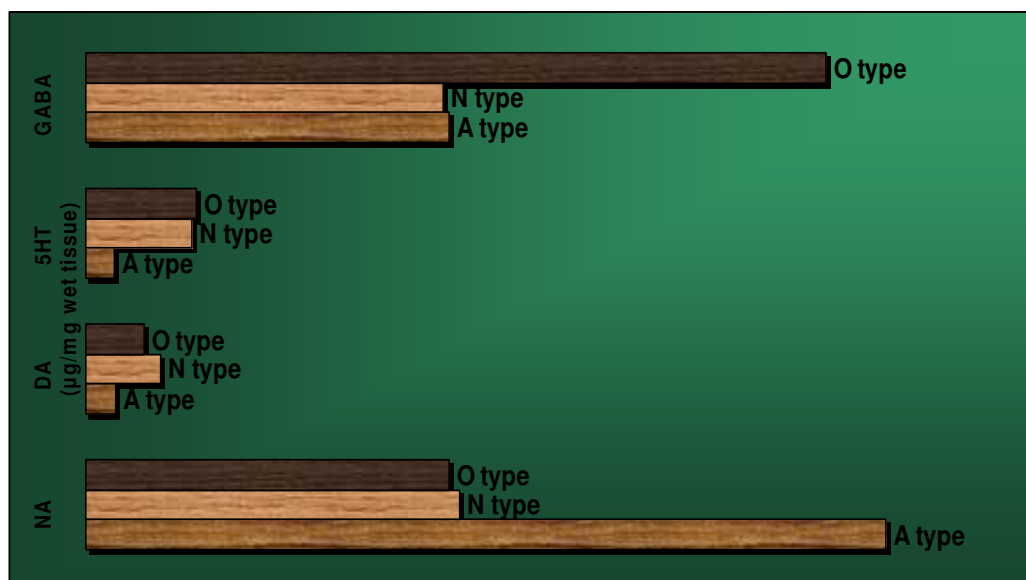 GABA
O type
N type
A type
5HT
(µg/mg wet tissue)
O type
N type
A type
DA
O type
N type
A type
NA
O type
N type
A type